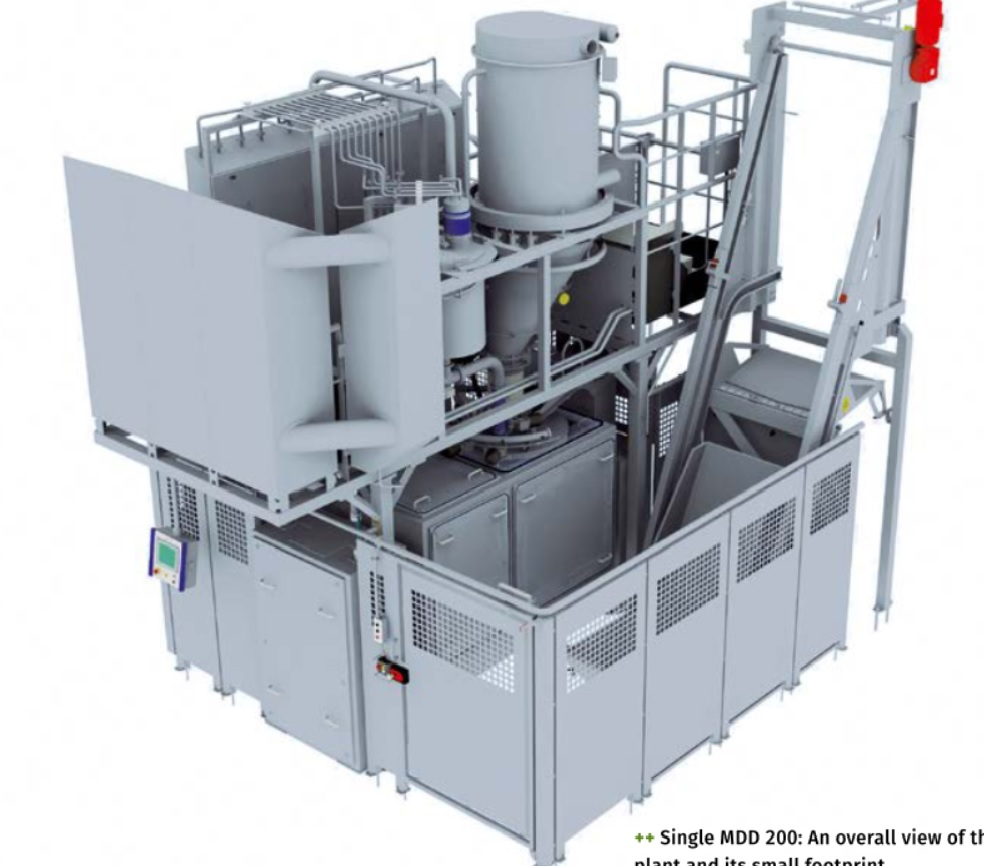 ++ Single MDD 200: An overall view of th
plant and its small footprint